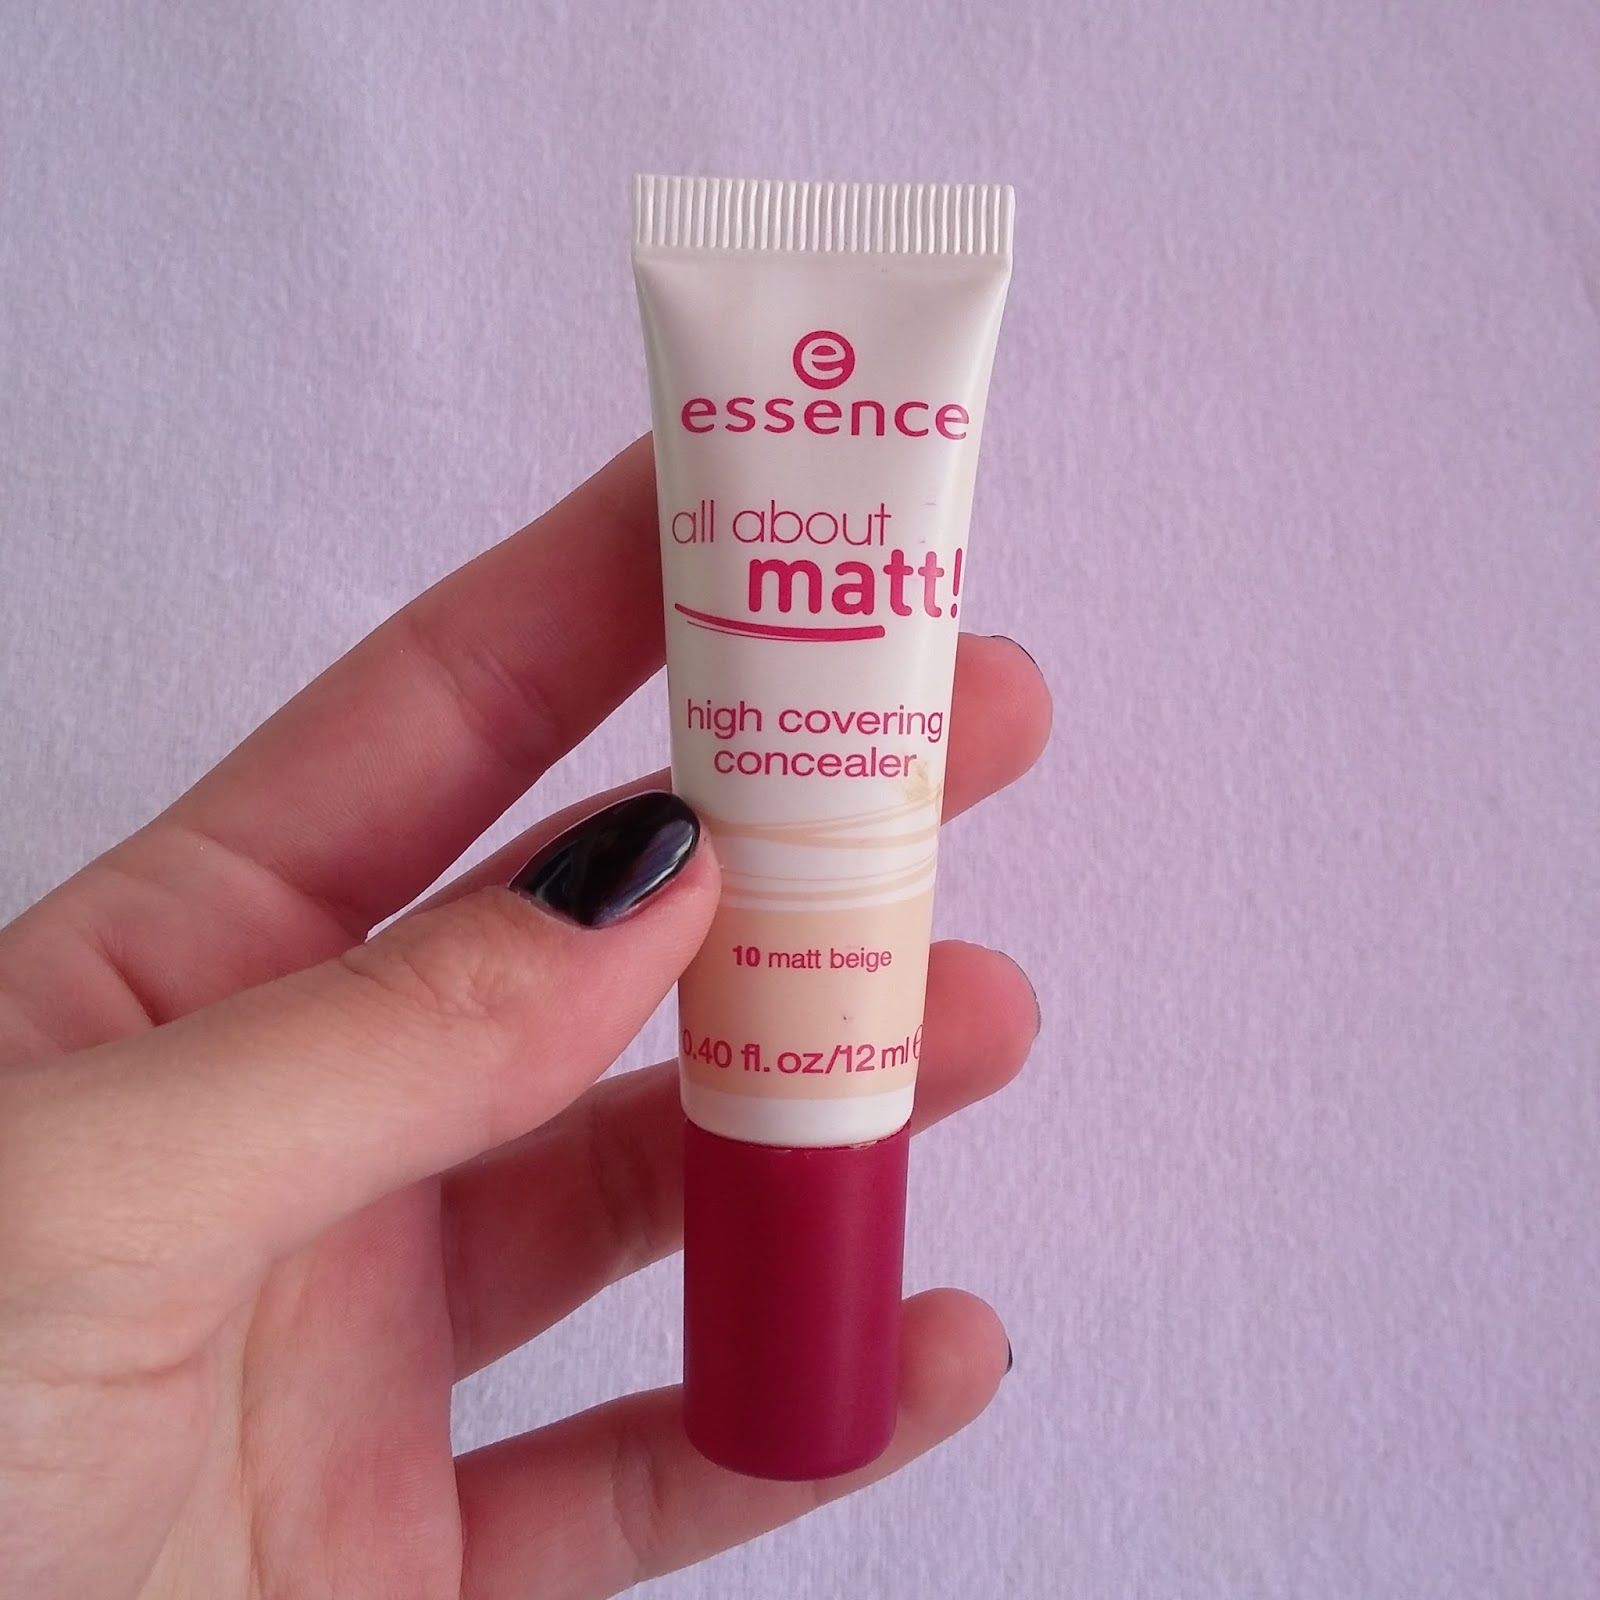 e
essence
all about
matt!
high covering
concealer
10 matt beige
0.40 fl. oz/12 ml e